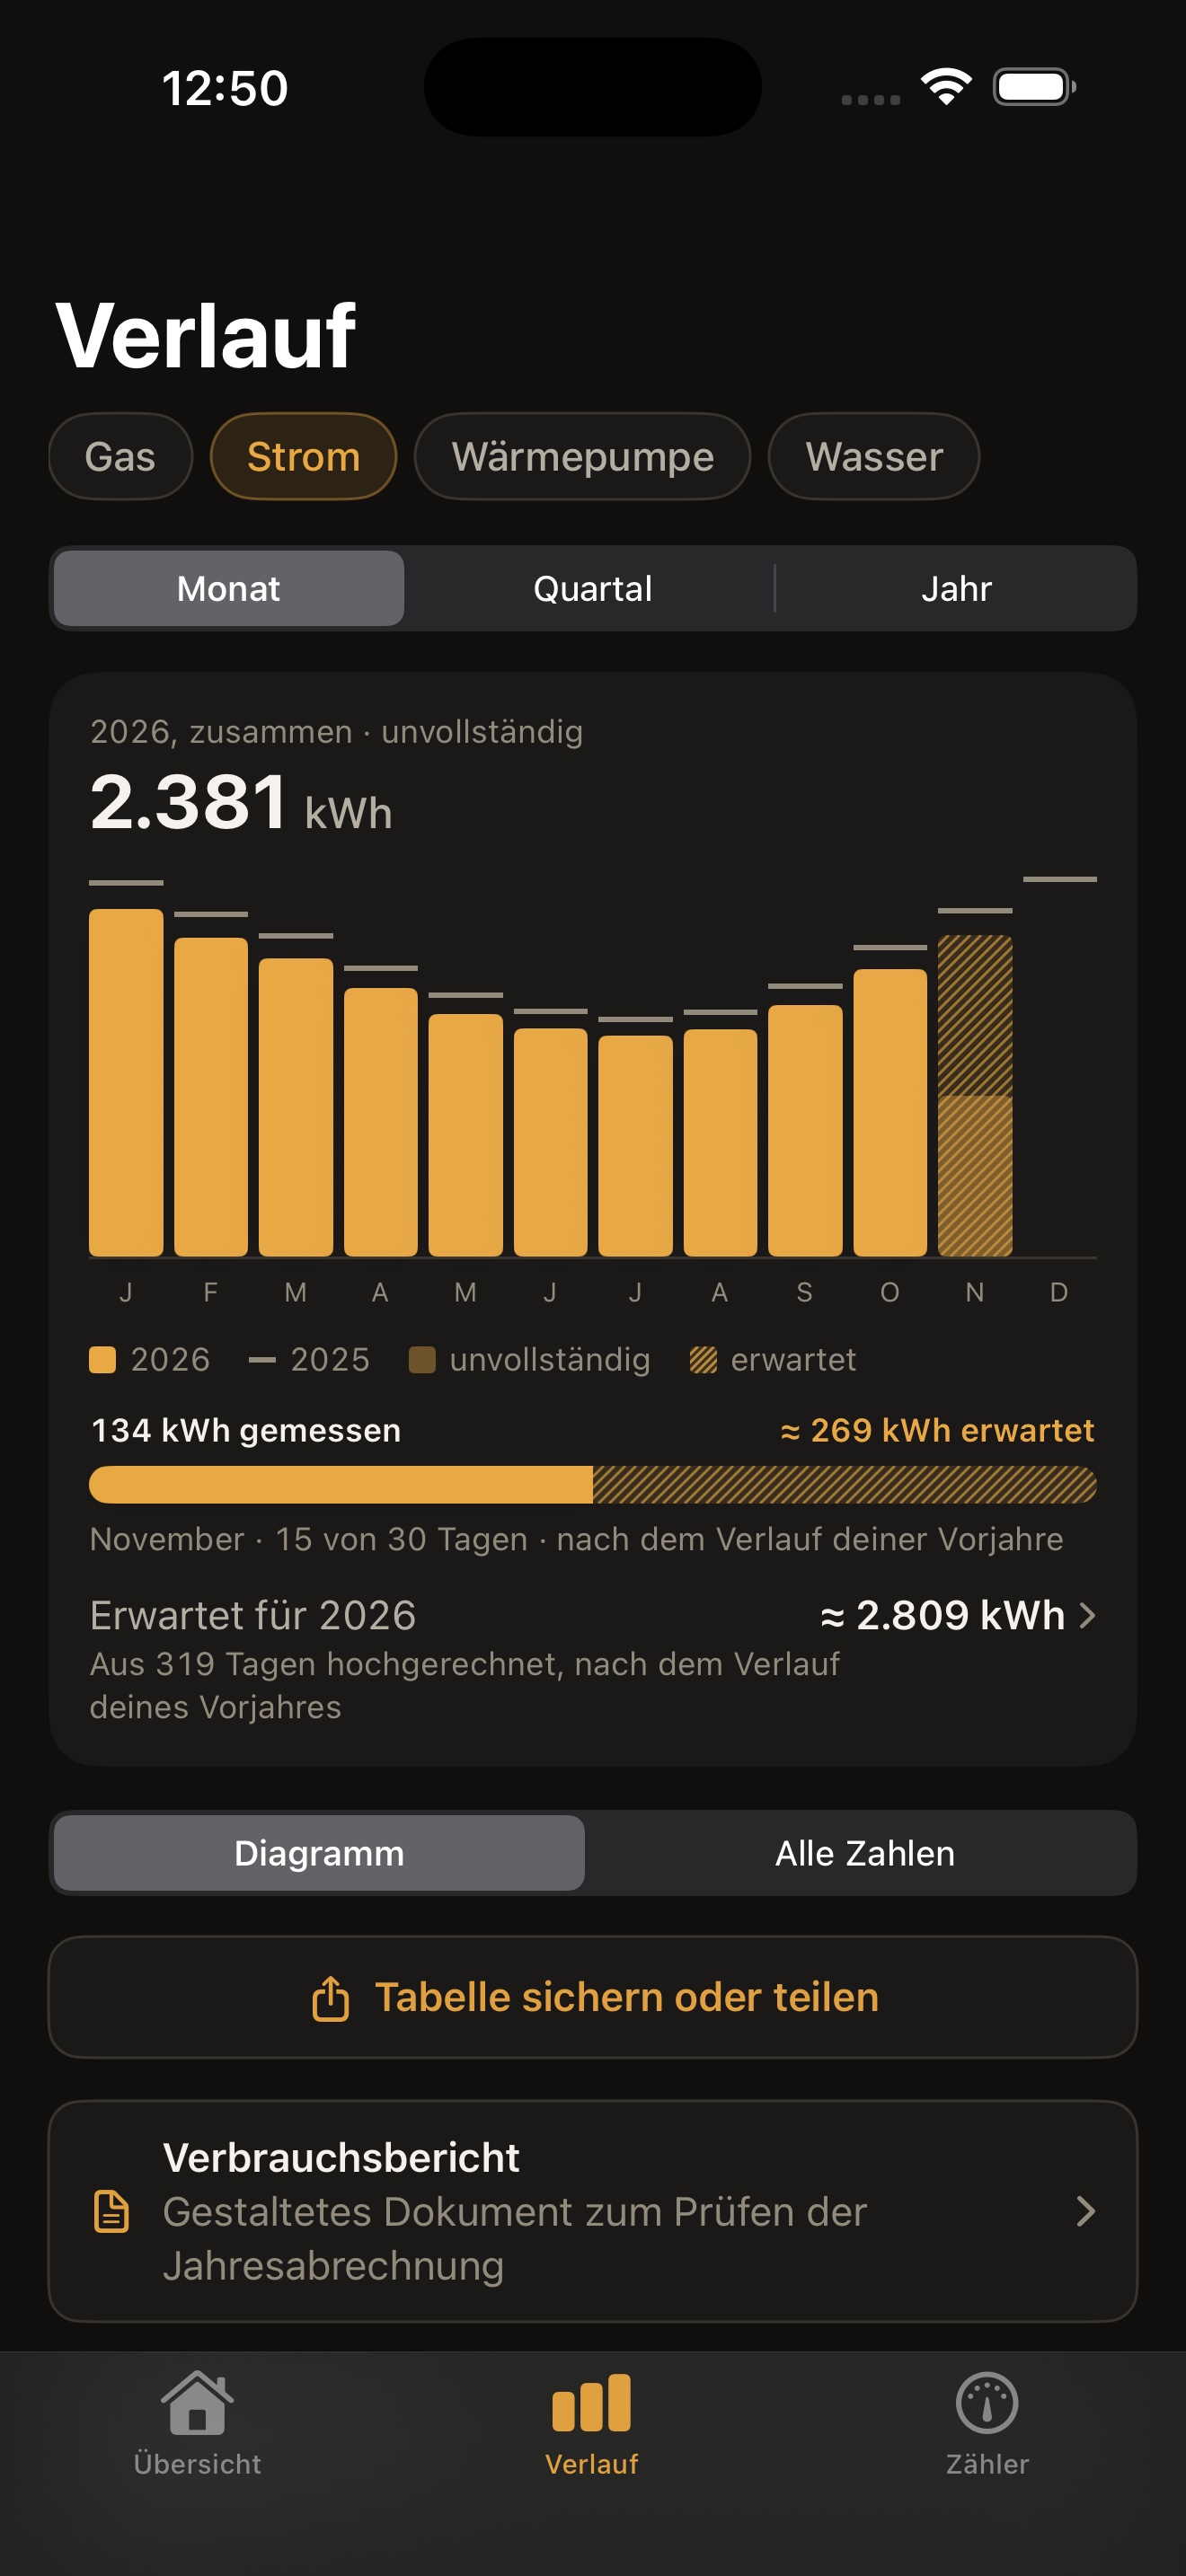 12:50
Verlauf
Gas Strom Wärmepumpe Wasser
Monat Quartal Jahr
2026, zusammen · unvollständig
2.381 kWh
J F M A M J J A S O N D
2026 2025 unvollständig erwartet
134 kWh gemessen ≈ 269 kWh erwartet
November · 15 von 30 Tagen · nach dem Verlauf deiner Vorjahre
Erwartet für 2026 ≈ 2.809 kWh
Aus 319 Tagen hochgerechnet, nach dem Verlauf
deines Vorjahres
Diagramm Alle Zahlen
Tabelle sichern oder teilen
Verbrauchsbericht
Gestaltetes Dokument zum Prüfen der
Jahresabrechnung
Übersicht Verlauf Zähler